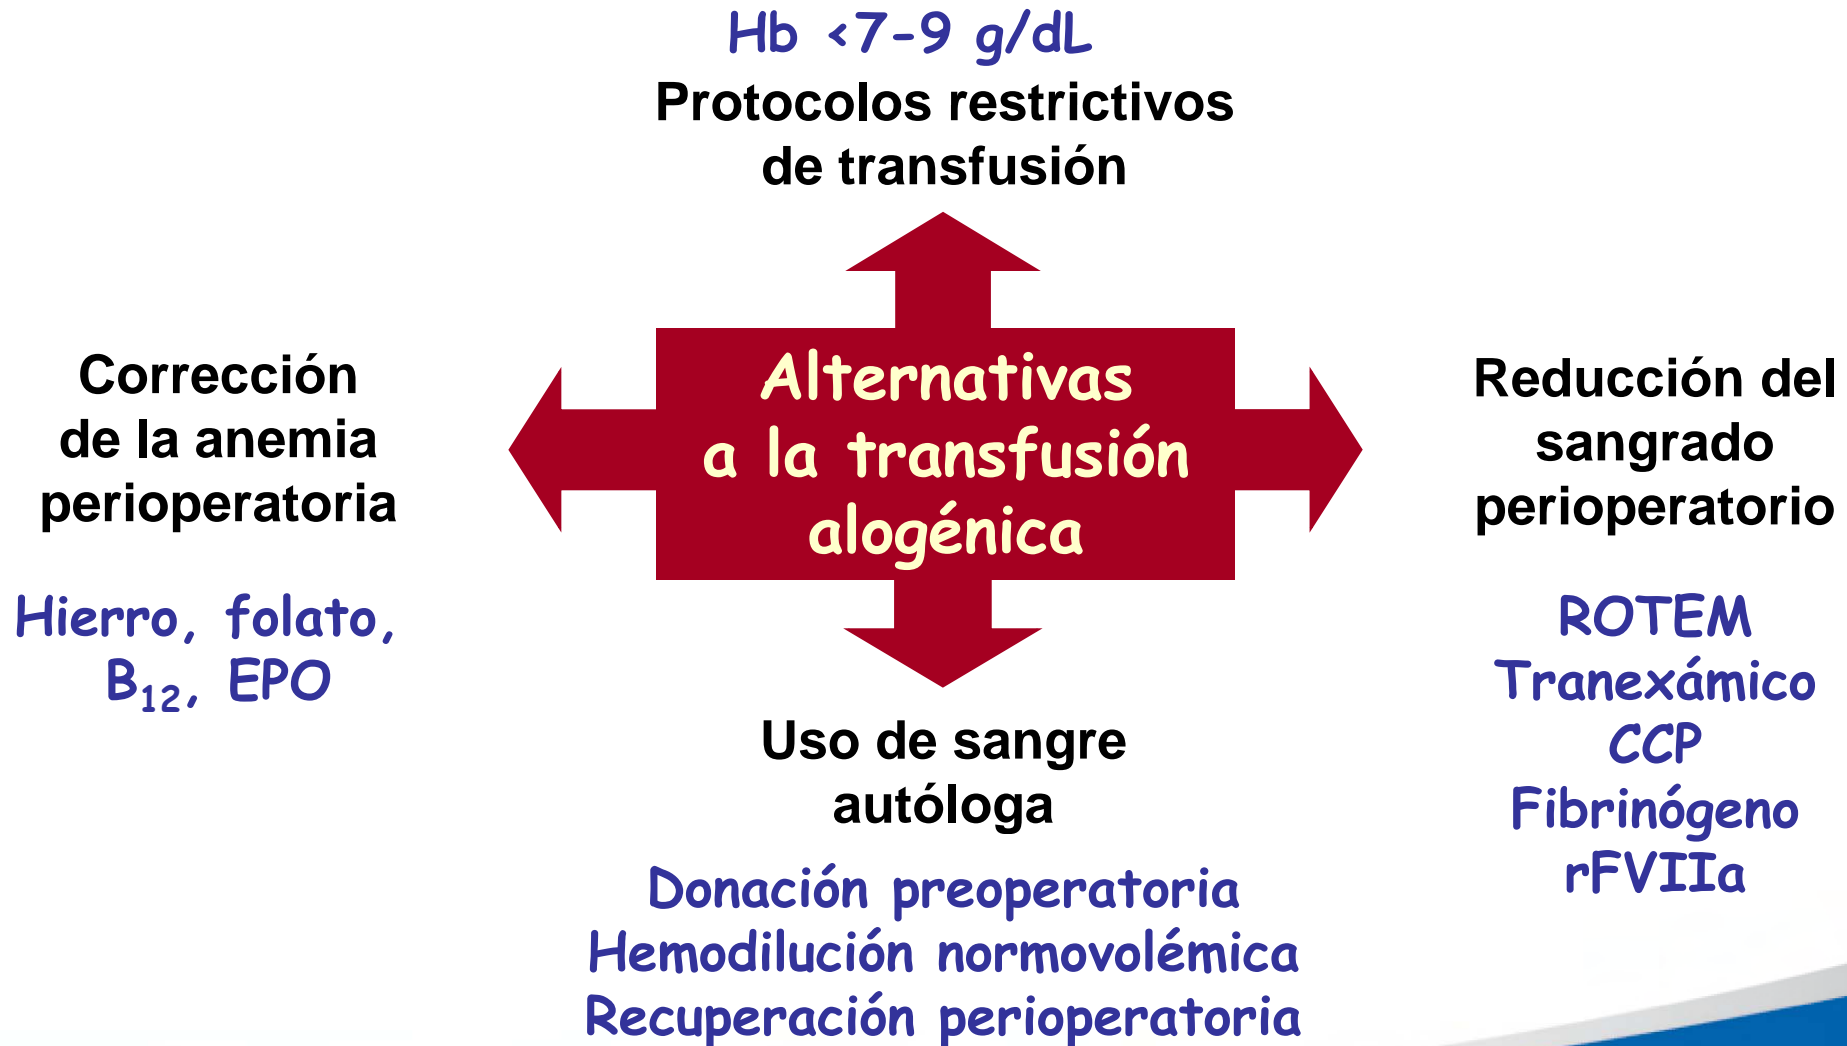 Hb <7-9 g/dL
Protocolos restrictivos
de transfusión
Corrección
de la anemia
perioperatoria
Hierro, folato,
B₁₂, EPO
Alternativas
a la transfusión
alogénica
Reducción del
sangrado
perioperatorio
ROTEM
Tranexámico
CCP
Fibrinógeno
rFVIIa
Uso de sangre
autóloga
Donación preoperatoria
Hemodilución normovolémica
Recuperación perioperatoria